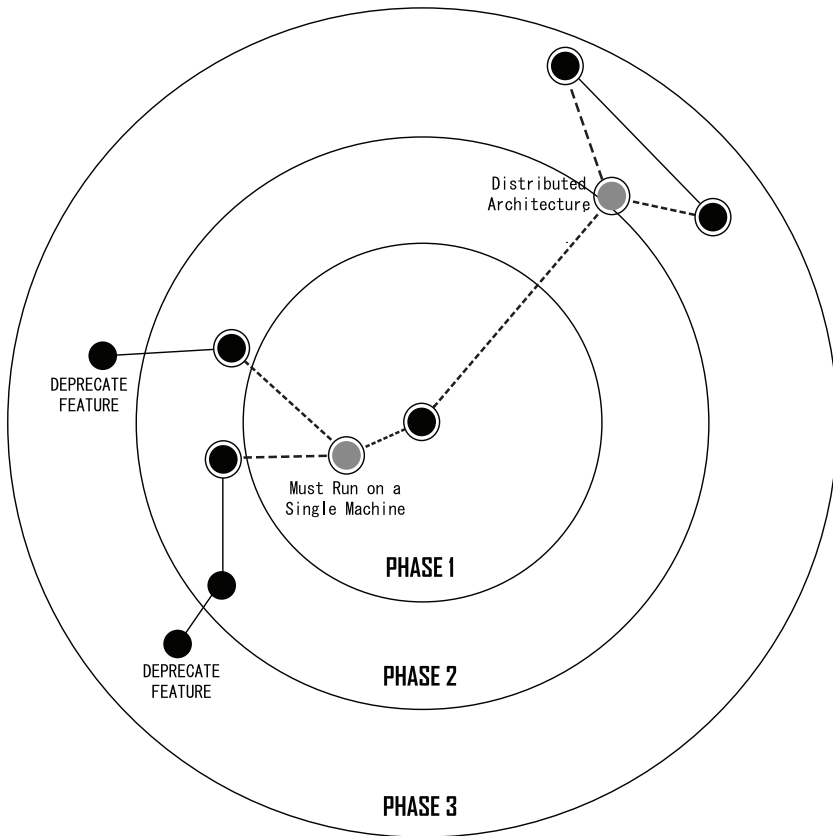 Distributed
Architecture
DEPRECATE
FEATURE
Must Run on a
Single Machine
PHASE 1
DEPRECATE
FEATURE
PHASE 2
PHASE 3